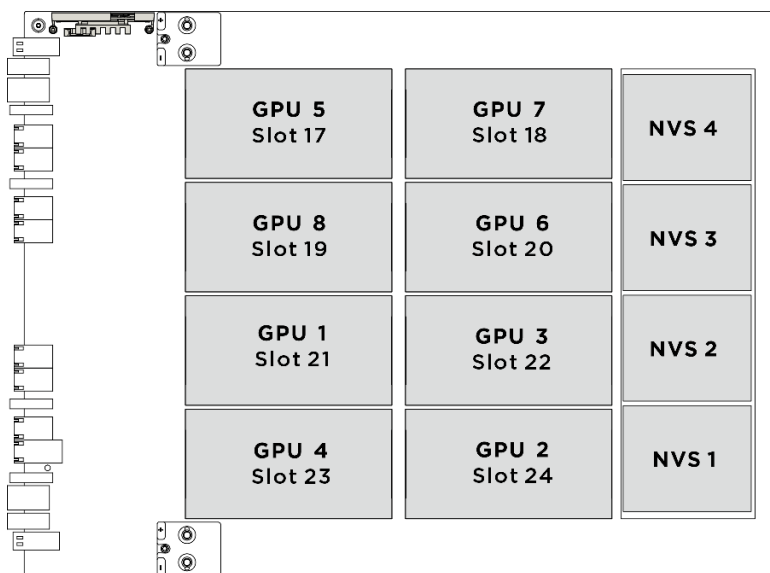 GPU 5
Slot 17
GPU 7
Slot 18
NVS 4
GPU 8
Slot 19
GPU 6
Slot 20
NVS 3
GPU 1
Slot 21
GPU 3
Slot 22
NVS 2
GPU 4
Slot 23
GPU 2
Slot 24
NVS 1